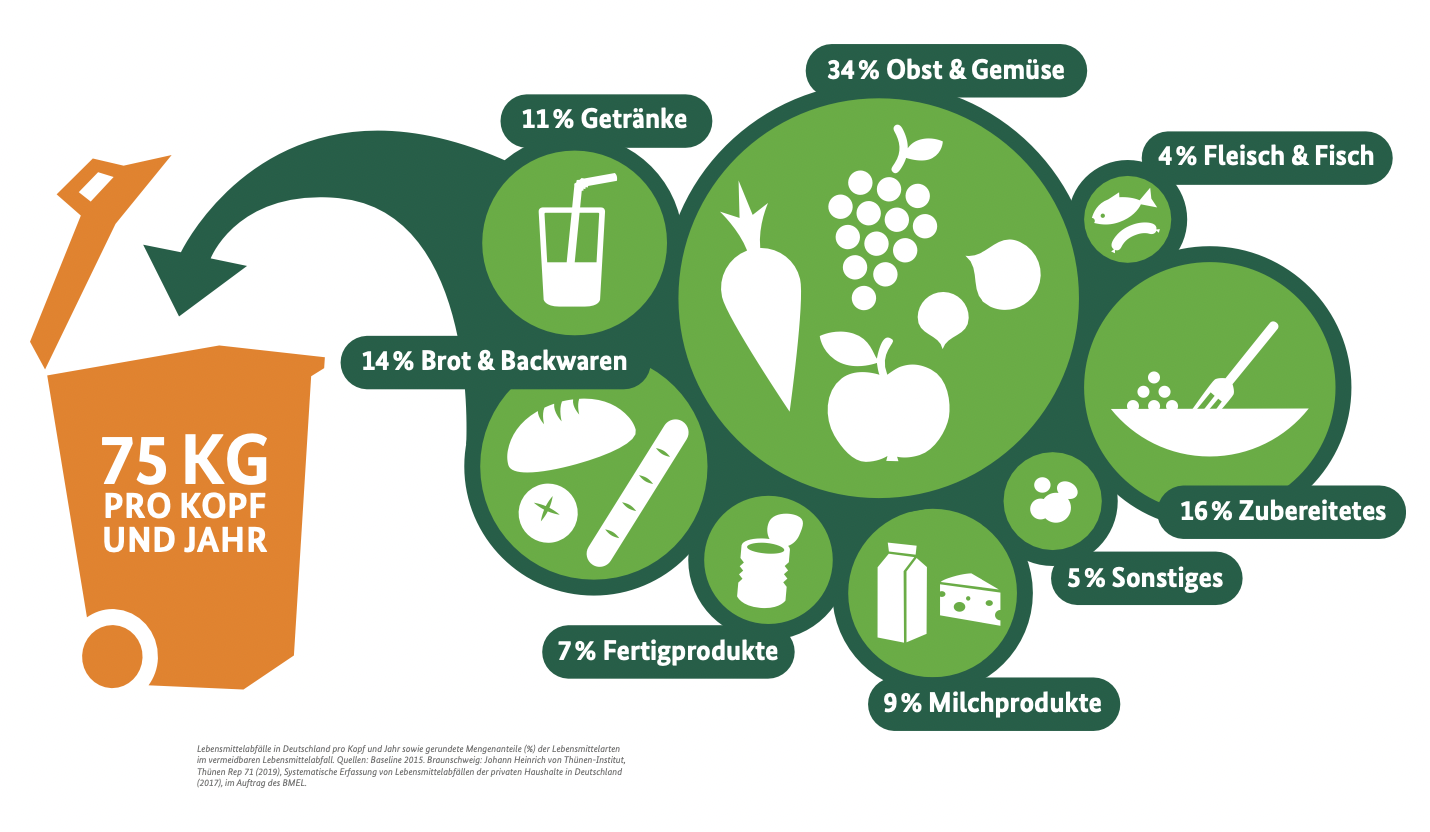 34 % Obst & Gemüse
11 % Getränke
4 % Fleisch & Fisch
14 % Brot & Backwaren
75 KG
PRO KOPF
UND JAHR
16 % Zubereitetes
5 % Sonstiges
7 % Fertigprodukte
9 % Milchprodukte
Lebensmittelabfälle in Deutschland pro Kopf und Jahr sowie gerundete Mengenanteile (%) der Lebensmittelarten
im vermeidbaren Lebensmittelabfall. Quellen: Baseline 2015. Braunschweig: Johann Heinrich von Thünen-Institut,
Thünen Rep 71 (2019), Systematische Erfassung von Lebensmittelabfällen der privaten Haushalte in Deutschland
(2017), im Auftrag des BMEL.